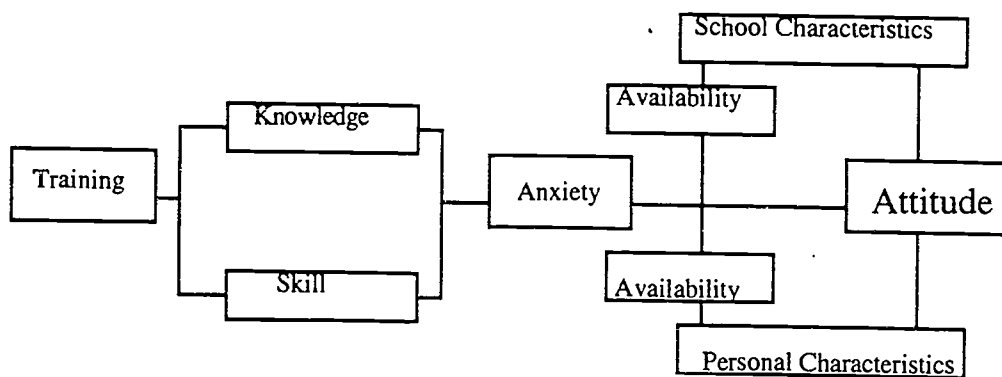 School Characteristics
Availability
Knowledge
Training
Anxiety
Attitude
Skill
Availability
Personal Characteristics